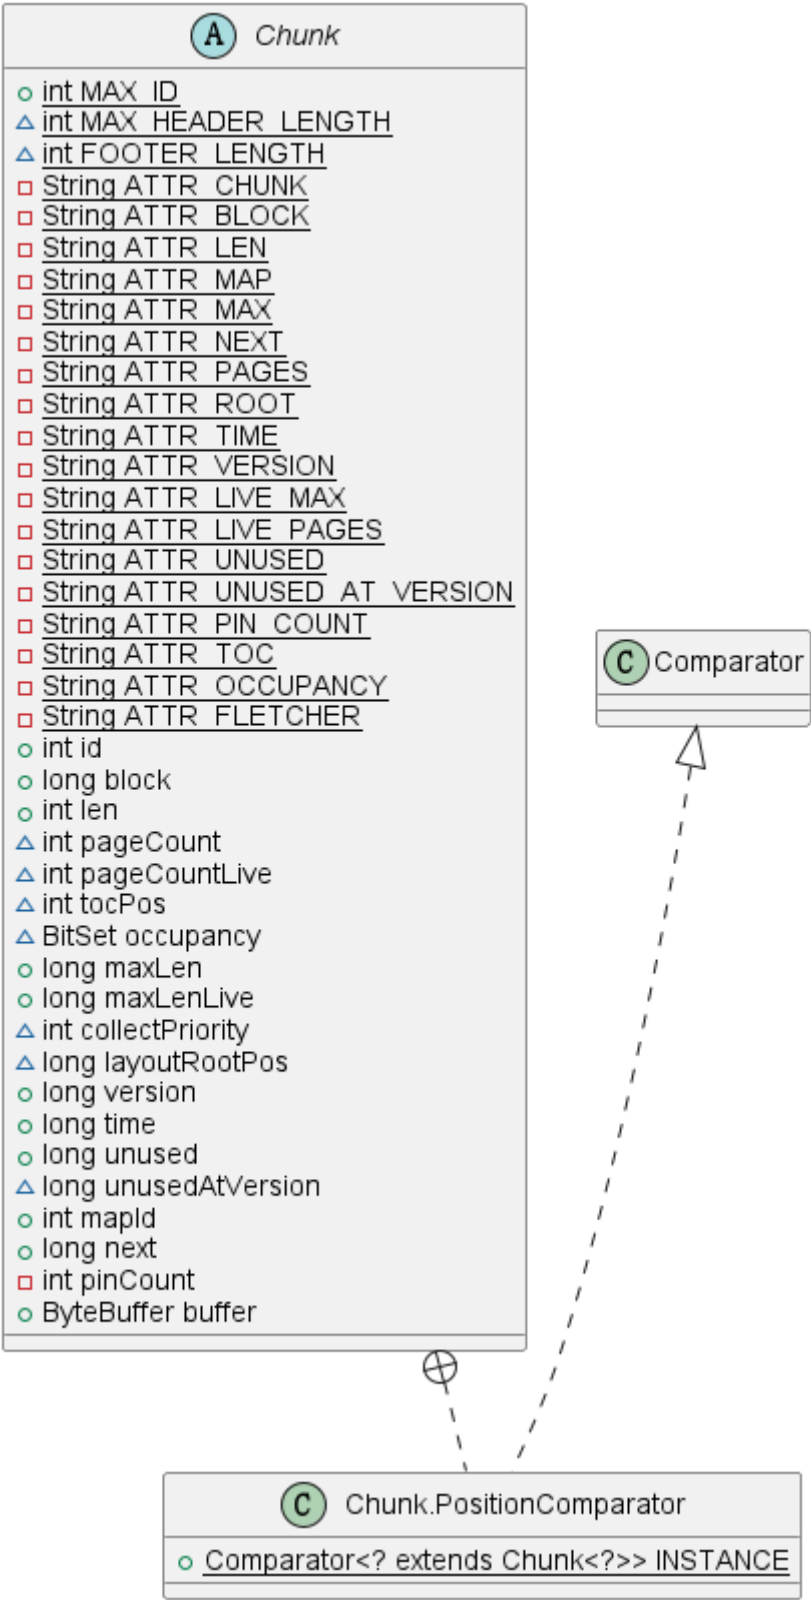 A Chunk
int MAX_ID
int MAX_HEADER_LENGTH
int FOOTER_LENGTH
String ATTR_CHUNK
String ATTR_BLOCK
String ATTR_LEN
String ATTR_MAP
String ATTR_MAX
String ATTR_NEXT
String ATTR_PAGES
String ATTR_ROOT
String ATTR_TIME
String ATTR_VERSION
String ATTR_LIVE_MAX
String ATTR_LIVE_PAGES
String ATTR_UNUSED
String ATTR_UNUSED_AT_VERSION
String ATTR_PIN_COUNT
String ATTR_TOC
String ATTR_OCCUPANCY
String ATTR_FLETCHER
int id
long block
int len
int pageCount
int pageCountLive
int tocPos
BitSet occupancy
long maxLen
long maxLenLive
int collectPriority
long layoutRootPos
long version
long time
long unused
long unusedAtVersion
int mapId
long next
int pinCount
ByteBuffer buffer
C Comparator
C Chunk.PositionComparator
Comparator<? extends Chunk<?>> INSTANCE